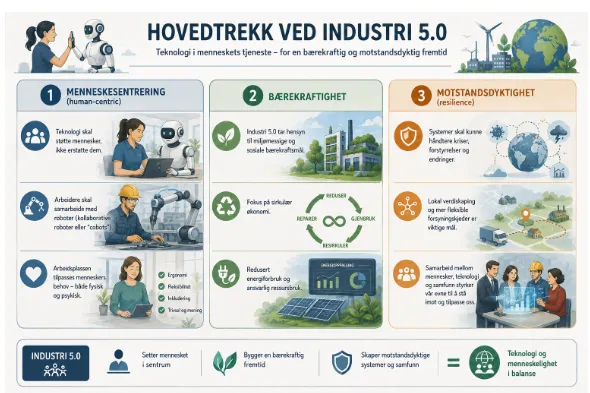 HOVEDTREKK VED INDUSTRI 5.0
Teknologi i menneskets tjeneste – for en bærekraftig og motstandsdyktig fremtid
1 MENNESKESENTRERING
(human-centric)
Teknologi skal
støtte mennesker,
ikke erstatte dem.
Arbeidere skal
samarbeide med
roboter (kollaborative
roboter eller "cobots")
Arbeidsplassen
tilpasses menneskers
behov – både fysisk
og psykisk.
Ergonomi
Fleksibilitet
Inkludering
Trivsel og mening
2 BÆREKRAFTIGHET
Industri 5.0 tar hensyn
til miljømessige og
sosiale bærekraftsmål.
Fokus på sirkulær
økonomi.
REDUSER
GJENBRUK
RESIRKULER
REPARER
Redusert
energiforbruk og
ansvarlig ressursbruk.
3 MOTSTANDSDYKTIGHET
(resilience)
Systemer skal kunne
håndtere kriser,
forstyrrelser og
endringer.
Lokal verdiskaping
og mer fleksible
forsyningskjeder er
viktige mål.
Samarbeid mellom
mennesker, teknologi
og samfunn styrker
vår evne til å stå
imot og tilpasse oss.
INDUSTRI 5.0
Setter mennesket
i sentrum
Bygger en bærekraftig
fremtid
Skaper motstandsdyktige
systemer og samfunn
=
Teknologi og
menneskelighet
i balanse